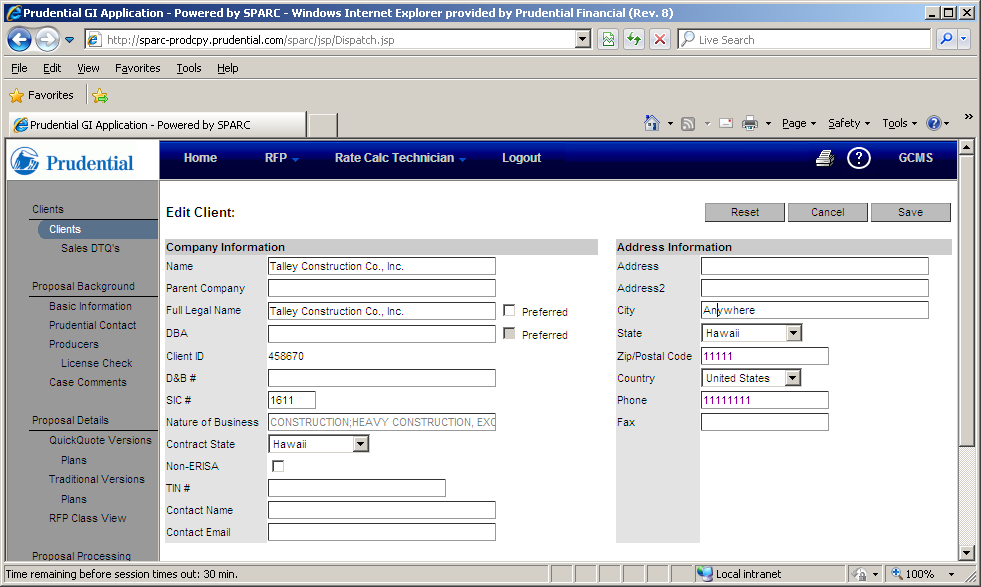 Prudential GI Application - Powered by SPARC - Windows Internet Explorer provided by Prudential Financial (Rev. 8)
http://sparc-prodcpy.prudential.com/sparc/jsp/Dispatch.jsp
Live Search
File Edit View Favorites Tools Help
Favorites
Prudential GI Application - Powered by SPARC
Page Safety Tools
Prudential
Home RFP Rate Calc Technician Logout GCMS
Clients
Clients
Sales DTQ's
Proposal Background
Basic Information
Prudential Contact
Producers
License Check
Case Comments
Proposal Details
QuickQuote Versions
Plans
Traditional Versions
Plans
RFP Class View
Proposal Processing
Edit Client:
Reset Cancel Save
Company Information
Name Talley Construction Co., Inc.
Parent Company
Full Legal Name Talley Construction Co., Inc. Preferred
DBA Preferred
Client ID 458670
D&B #
SIC # 1611
Nature of Business CONSTRUCTION;HEAVY CONSTRUCTION, EXC
Contract State Hawaii
Non-ERISA
TIN #
Contact Name
Contact Email
Address Information
Address
Address2
City Anywhere
State Hawaii
Zip/Postal Code 11111
Country United States
Phone 11111111
Fax
Time remaining before session times out: 30 min.
Local intranet
100%